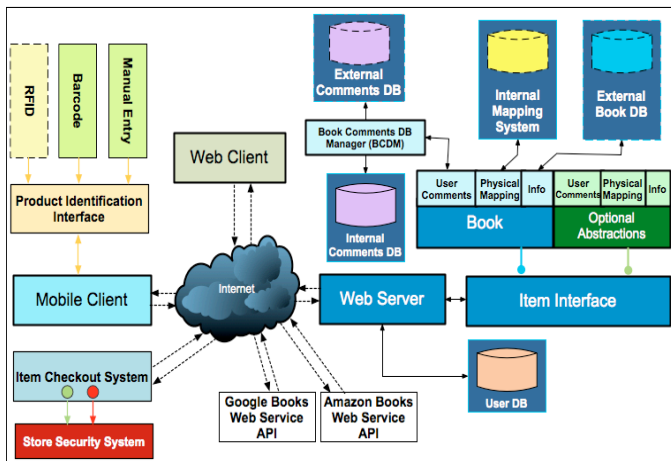 RFID
Barcode
Manual Entry
External
Comments DB
Internal
Mapping
System
External
Book DB
Book Comments DB
Manager (BCDM)
Web Client
User
Comments
Physical
Mapping
Info
User
Comments
Physical
Mapping
Info
Product Identification
Interface
Internal
Comments DB
Book
Optional
Abstractions
Mobile Client
Internet
Web Server
Item Interface
Item Checkout System
Google Books
Web Service
API
Amazon Books
Web Service
API
User DB
Store Security System